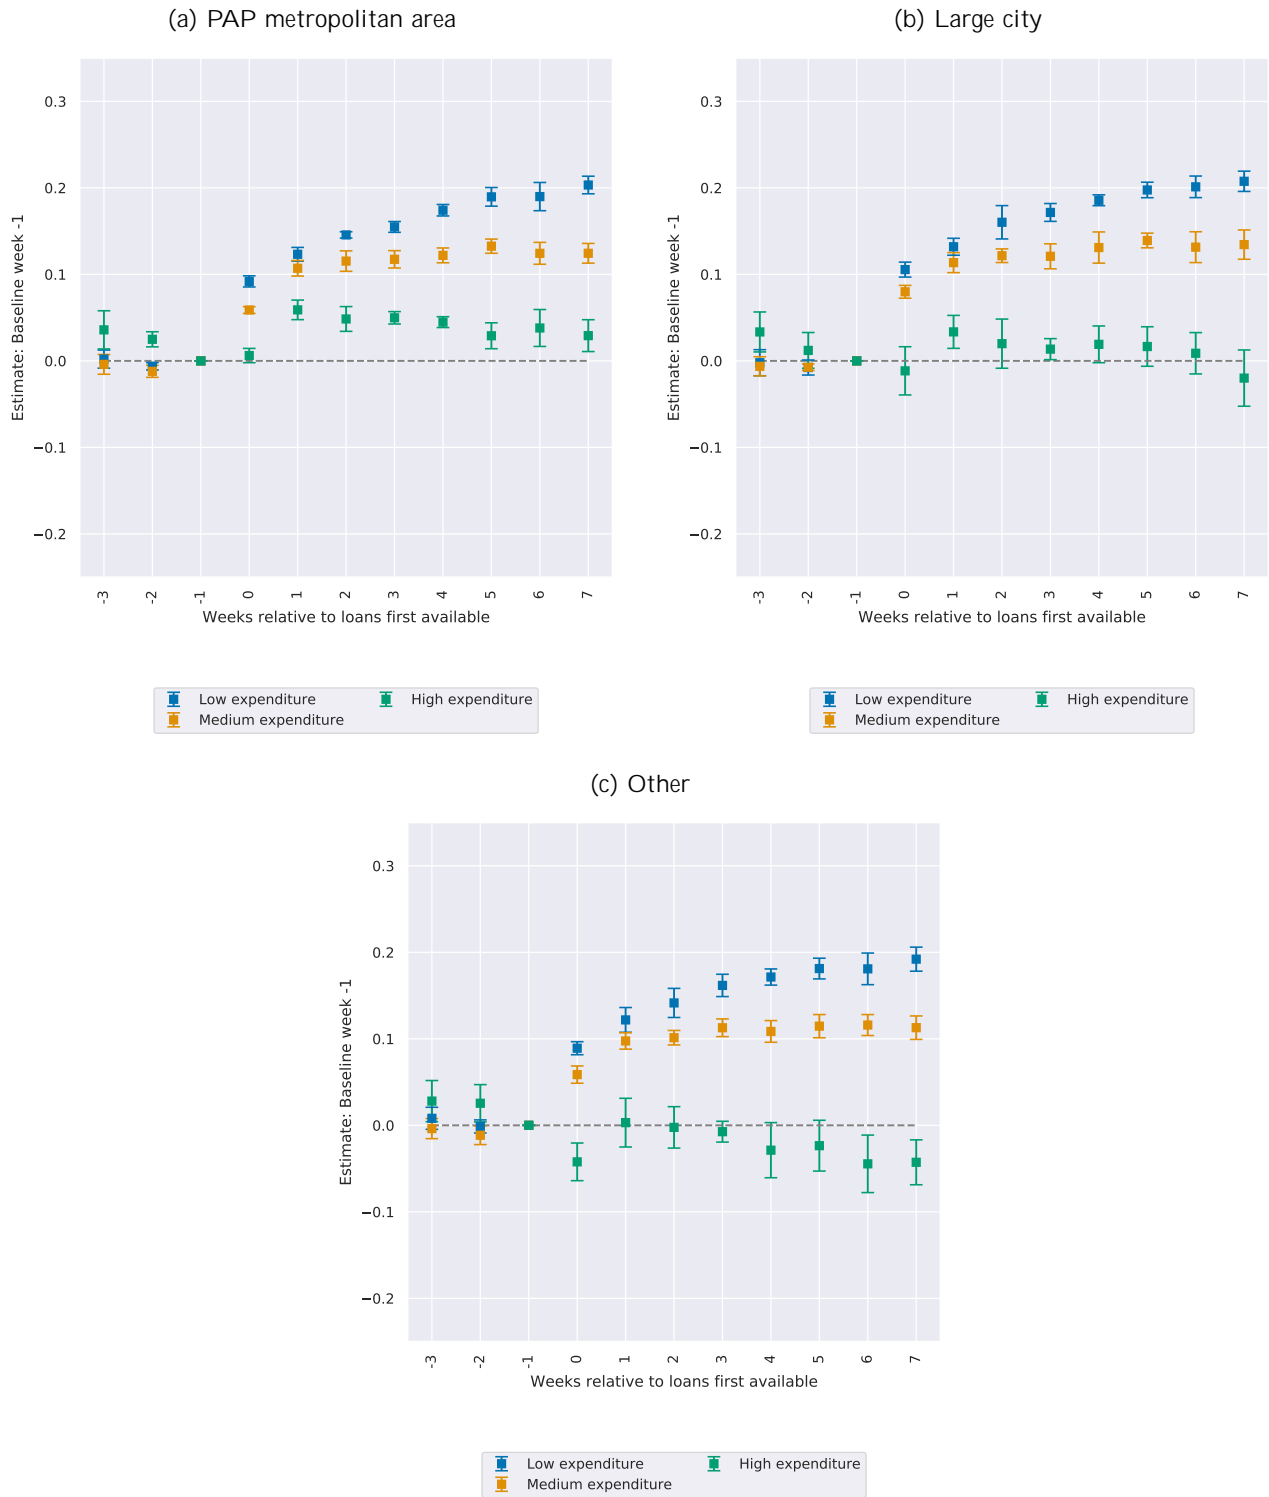 (a) PAP metropolitan area
Estimate: Baseline week -1
0.3
0.2
0.1
0.0
−0.1
−0.2
-3 -2 -1 0 1 2 3 4 5 6 7
Weeks relative to loans first available
Low expenditure High expenditure
Medium expenditure
(b) Large city
Estimate: Baseline week -1
0.3
0.2
0.1
0.0
−0.1
−0.2
-3 -2 -1 0 1 2 3 4 5 6 7
Weeks relative to loans first available
Low expenditure High expenditure
Medium expenditure
(c) Other
Estimate: Baseline week -1
0.3
0.2
0.1
0.0
−0.1
−0.2
-3 -2 -1 0 1 2 3 4 5 6 7
Weeks relative to loans first available
Low expenditure High expenditure
Medium expenditure